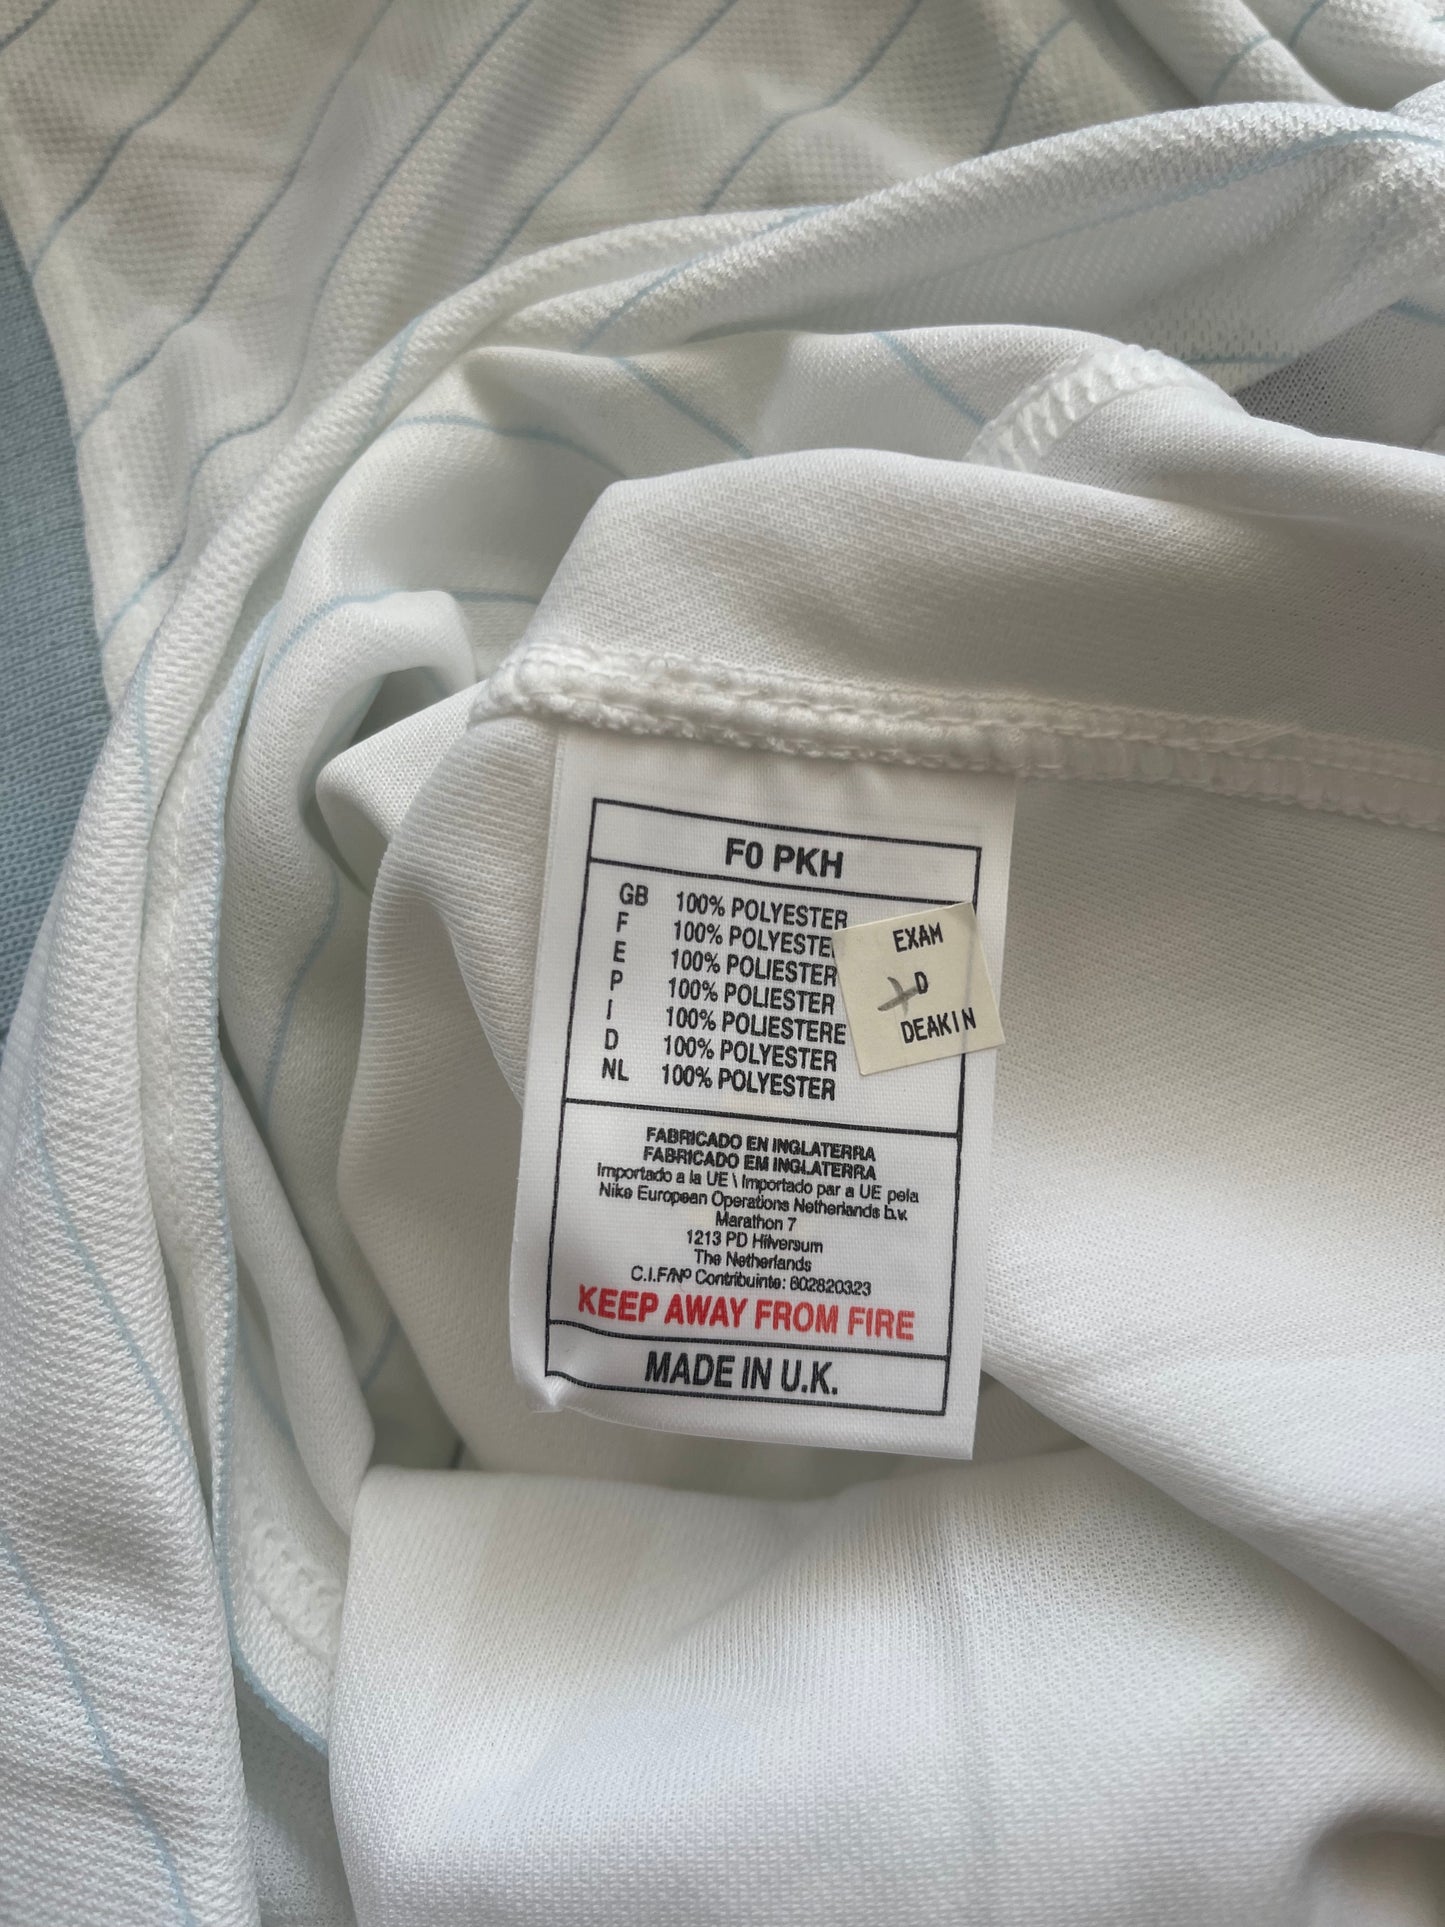 F0 PKH
GB 100% POLYESTER
F 100% POLYESTE
E 100% POLIESTER
P 100% POLIESTER
I 100% POLIESTERE
D 100% POLYESTER
NL 100% POLYESTER
EXAM
D
DEAKIN
FABRICADO EN INGLATERRA
FABRICADO EM INGLATERRA
Importado a la UE \ Importado par a UE pela
Nike European Operations Netherlands b.v.
Marathon 7
1213 PD Hilversum
The Netherlands
C.I.F/Nº Contribuinte: 802820323
KEEP AWAY FROM FIRE
MADE IN U.K.